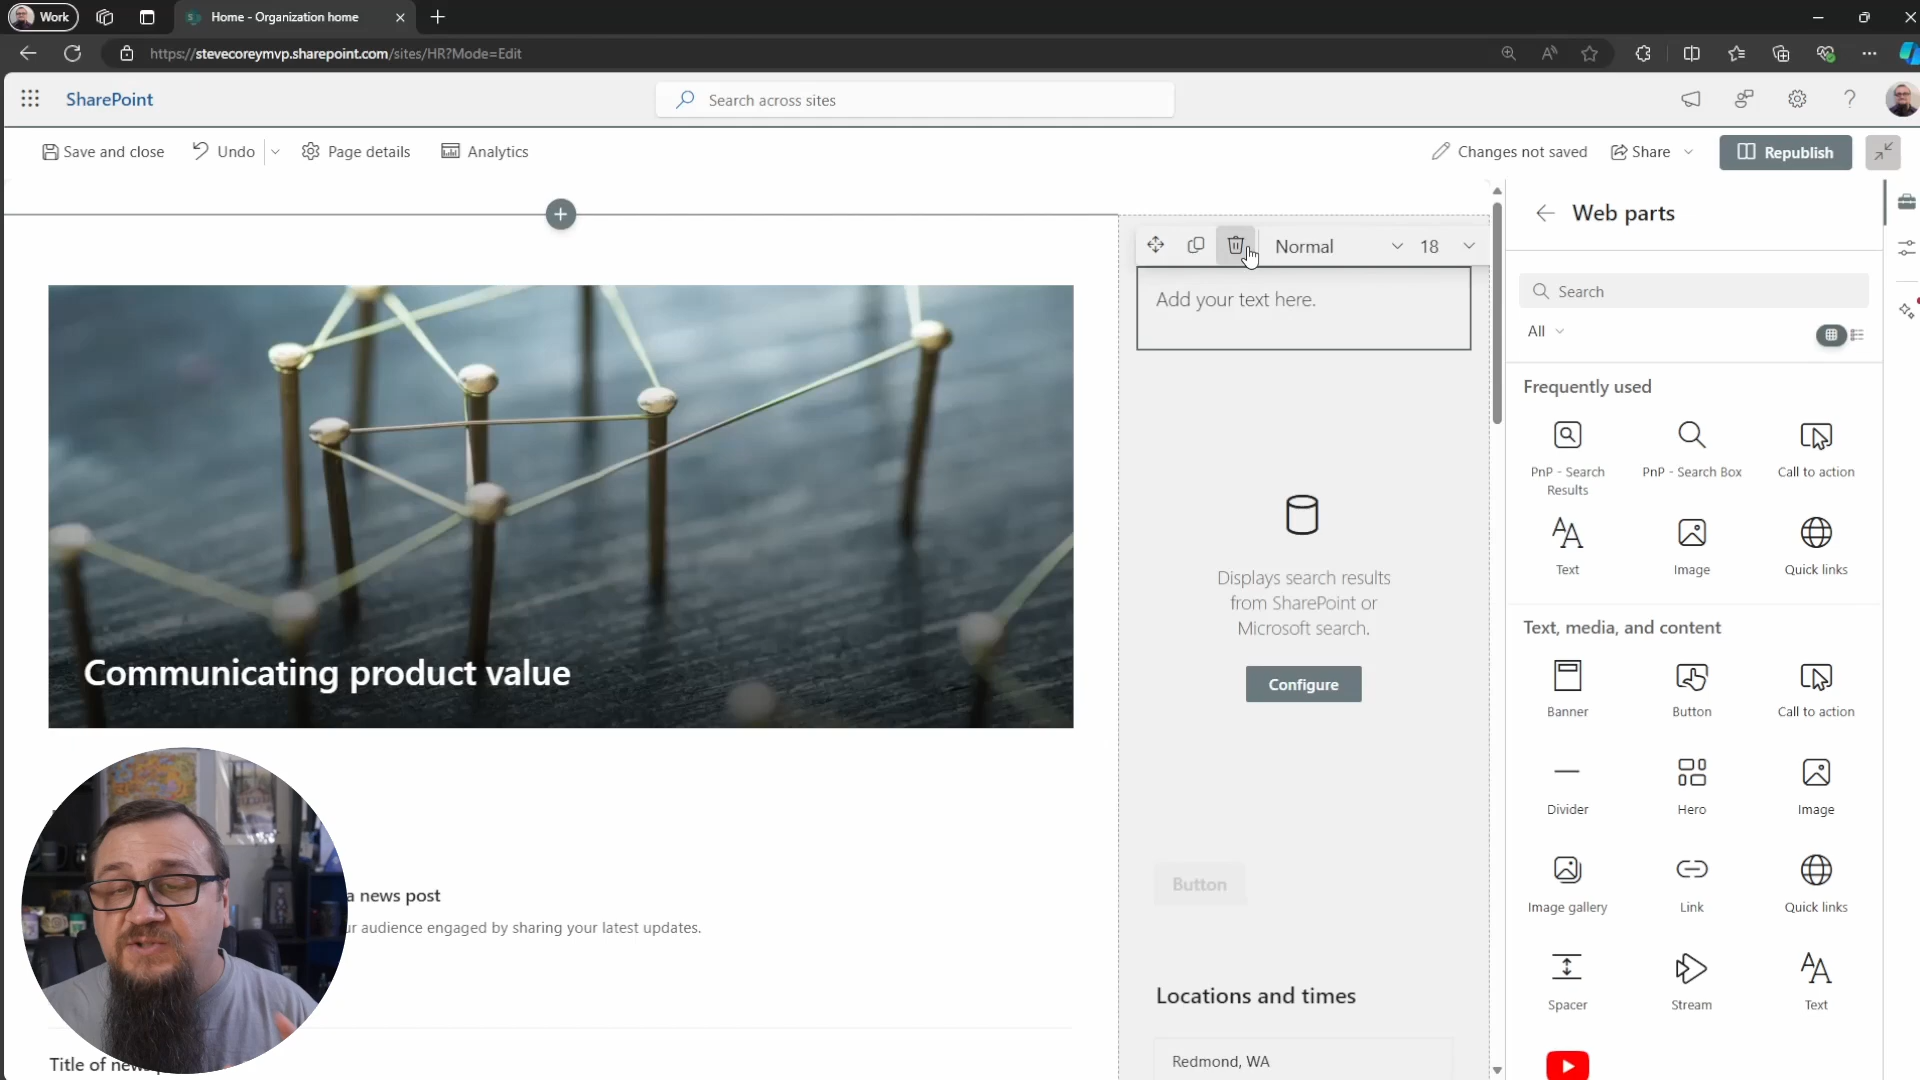 Work
Home - Organization home
https://stevecoreymvp.sharepoint.com/sites/HR?Mode=Edit
SharePoint
Search across sites
Save and close
Undo
Page details
Analytics
Changes not saved
Share
Republish
Normal
18
Add your text here.
Displays search results
from SharePoint or
Microsoft search.
Configure
Button
Locations and times
Redmond, WA
Communicating product value
a news post
r audience engaged by sharing your latest updates.
Title of
Web parts
Search
All
Frequently used
PnP - Search
Results
PnP - Search Box
Call to action
Text
Image
Quick links
Text, media, and content
Banner
Button
Call to action
Divider
Hero
Image
Image gallery
Link
Quick links
Spacer
Stream
Text